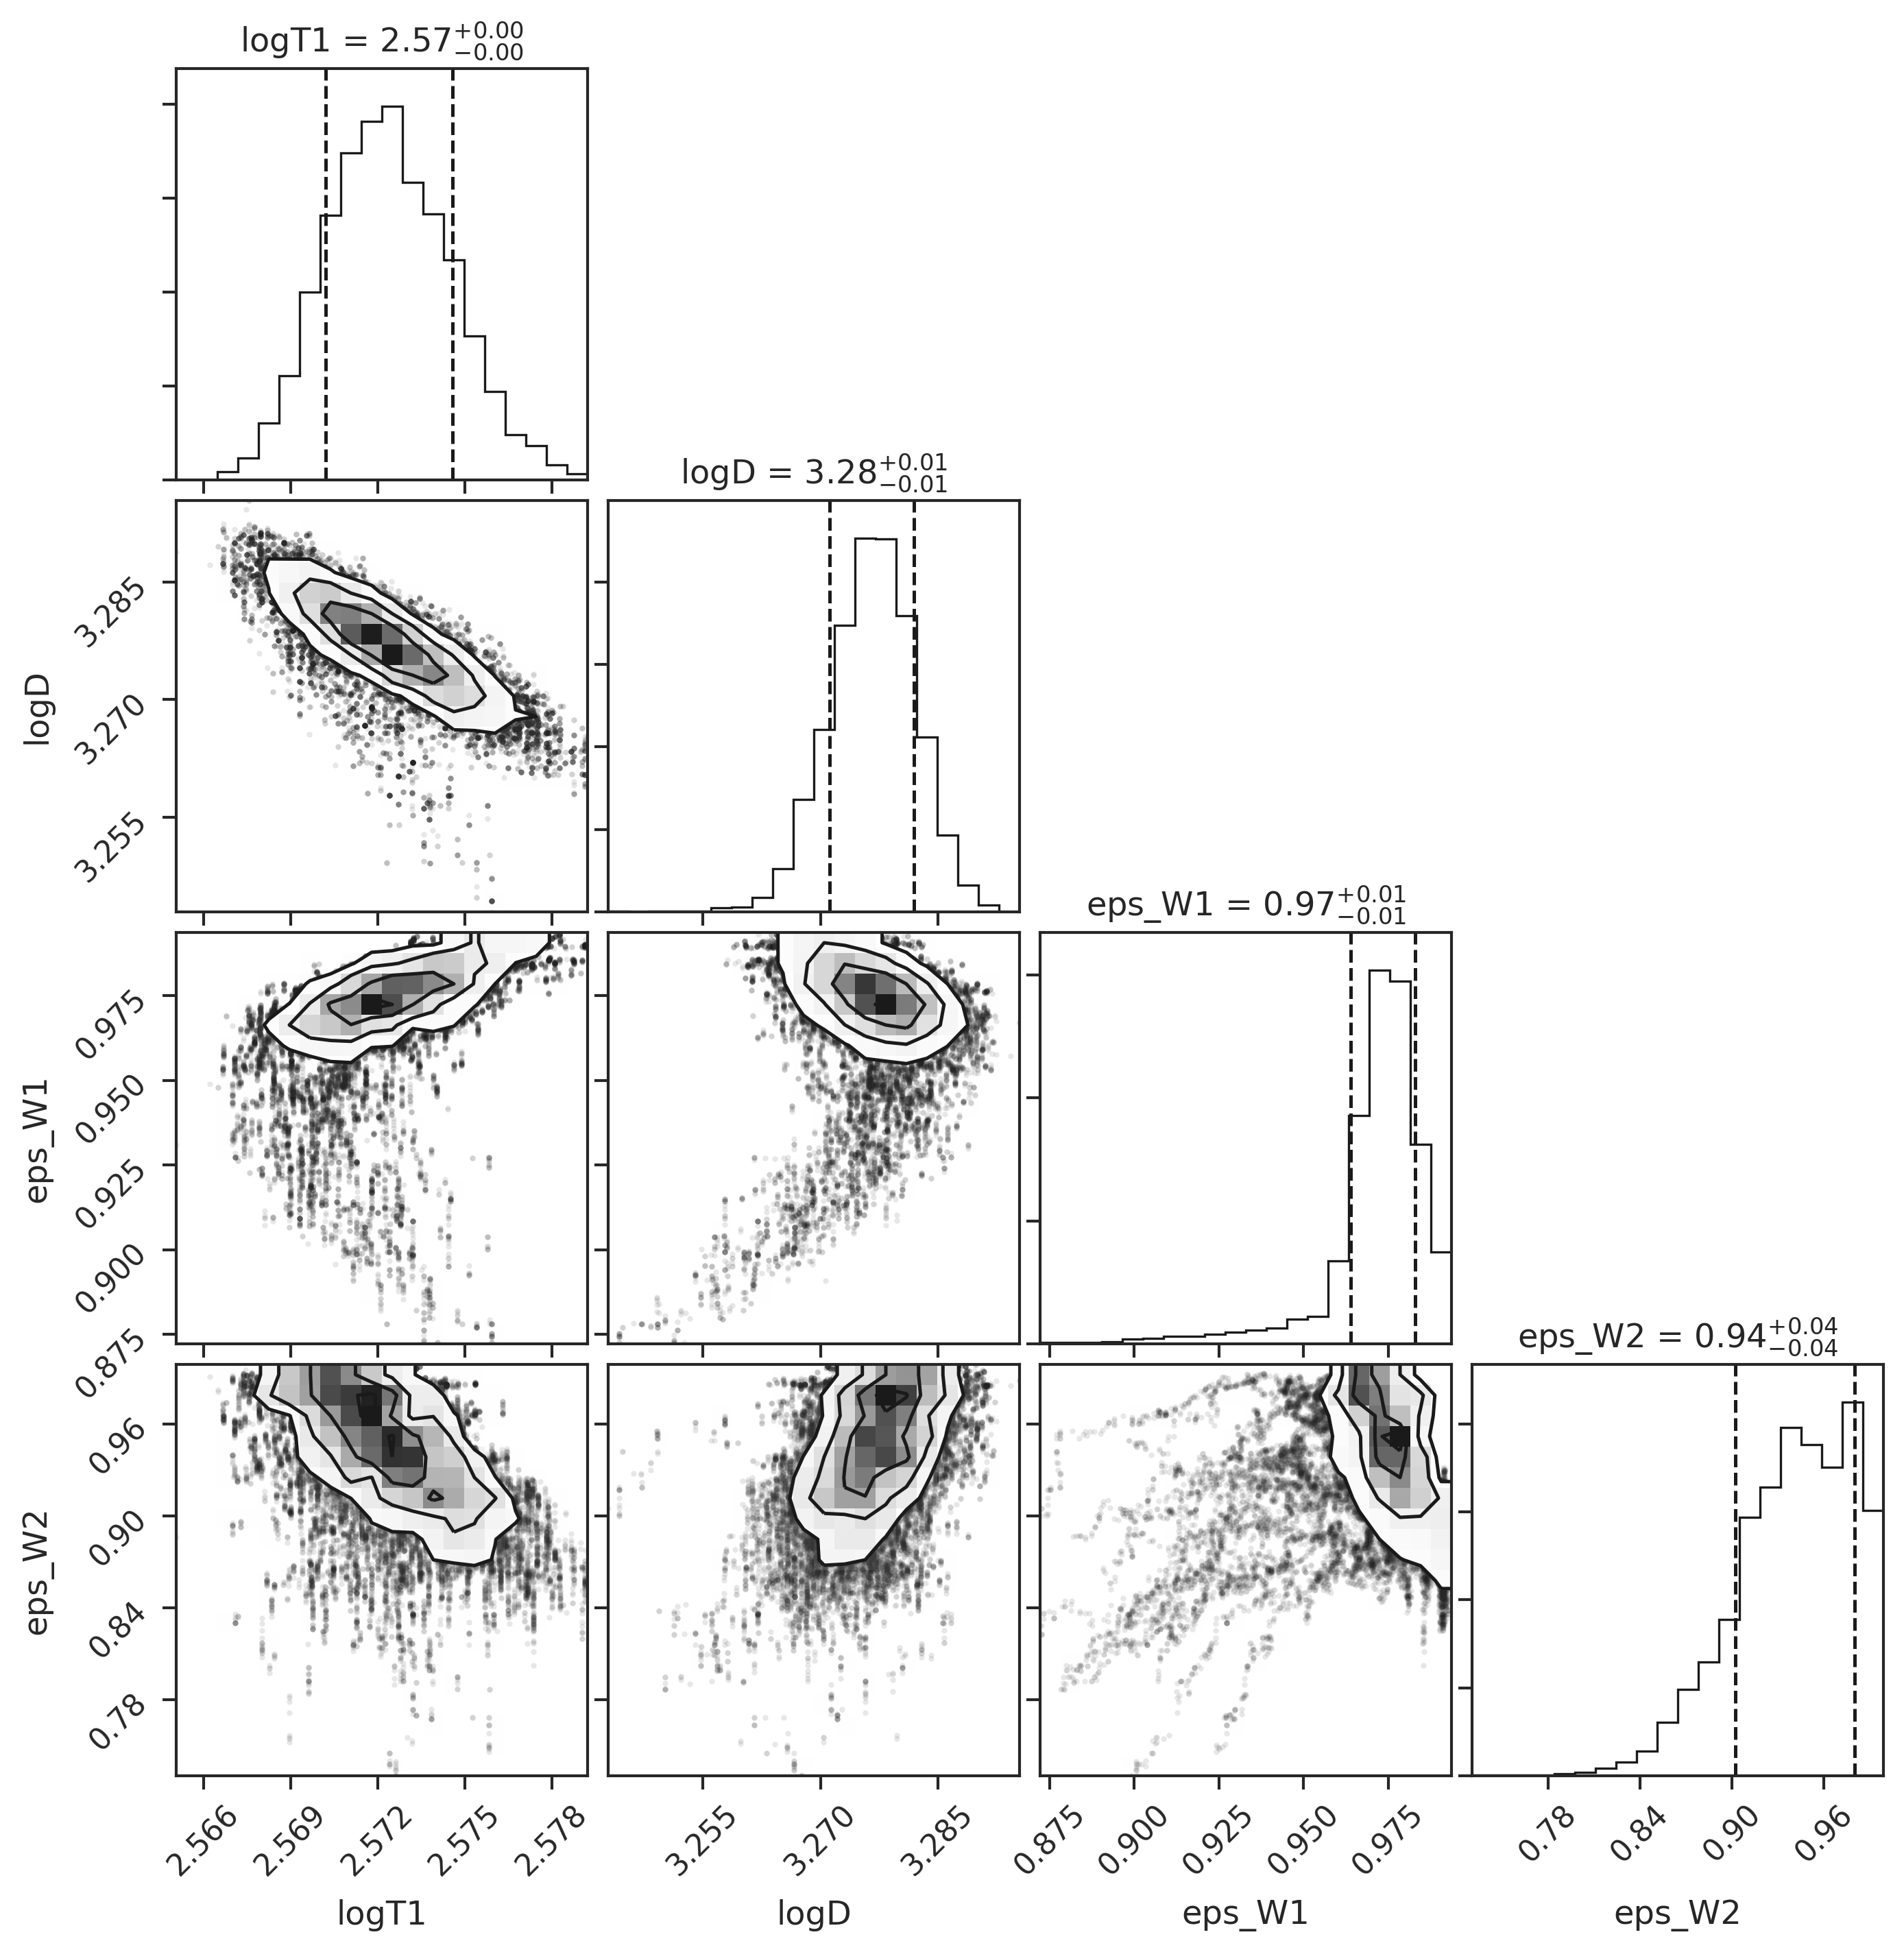 logT1 = 2.57+0.00
−0.00
logD = 3.28+0.01
−0.01
3.285
3.270
3.255
logD
eps_W1 = 0.97+0.01
−0.01
0.975
0.950
0.925
0.900
0.875
eps_W1
eps_W2 = 0.94+0.04
−0.04
0.96
0.90
0.84
0.78
eps_W2
2.566 2.569 2.572 2.575 2.578
3.255 3.270 3.285
0.875 0.900 0.925 0.950 0.975
0.78 0.84 0.90 0.96
logT1 logD eps_W1 eps_W2